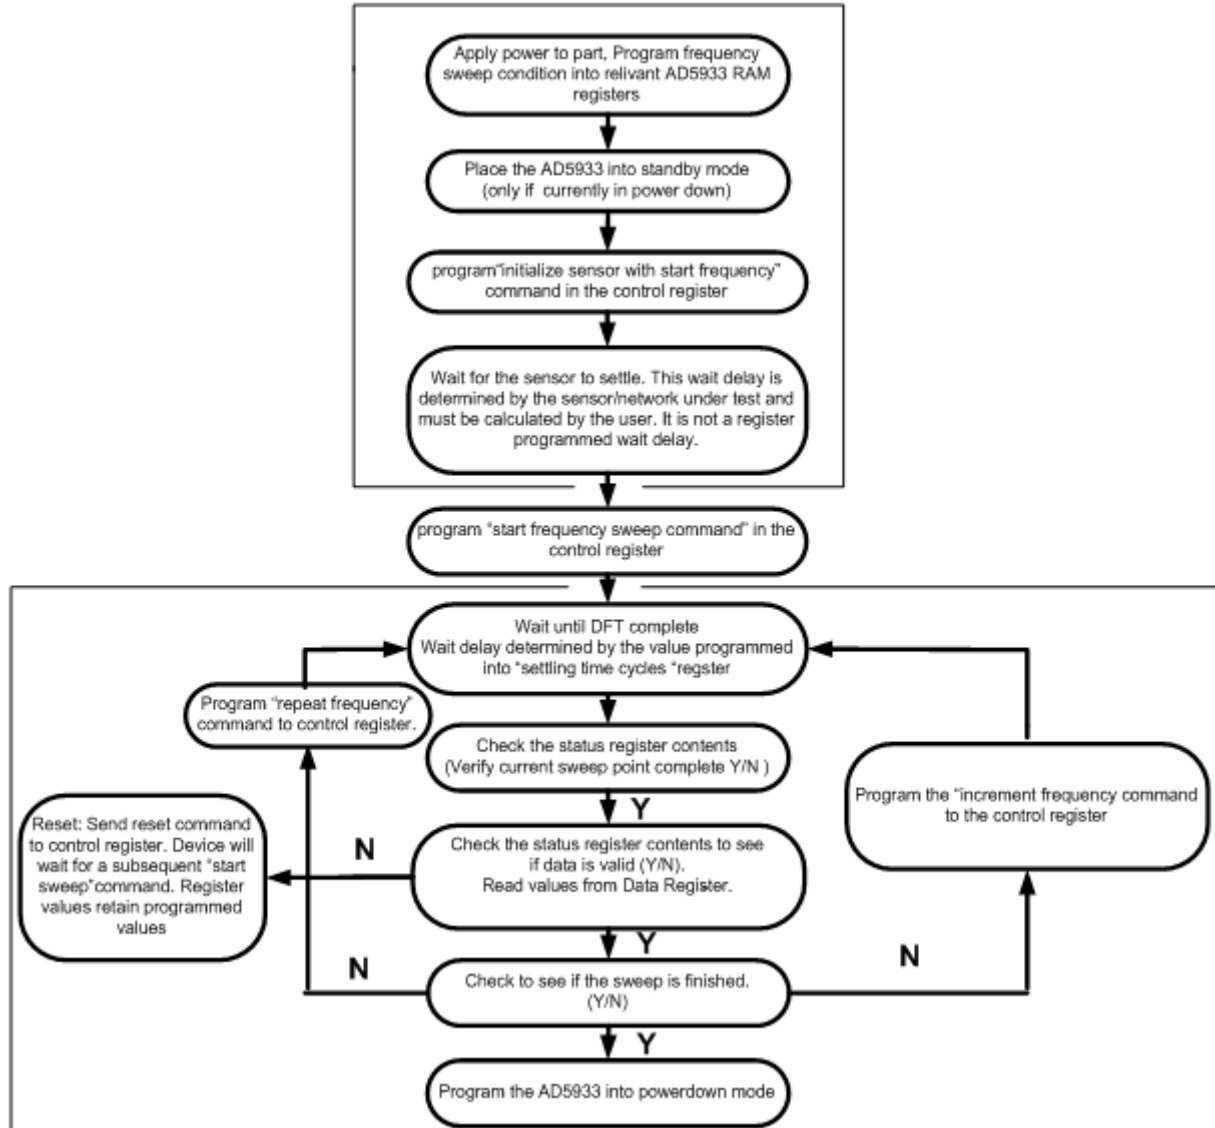 Apply power to part, Program frequency
sweep condition into relivant AD5933 RAM
registers
Place the AD5933 into standby mode
(only if currently in power down)
program“initialize sensor with start frequency”
command in the control register
Wait for the sensor to settle. This wait delay is
determined by the sensor/network under test and
must be calculated by the user. It is not a register
programmed wait delay.
program “start frequency sweep command” in the
control register
Wait until DFT complete
Wait delay determined by the value programmed
into “settling time cycles “regster
Program “repeat frequency”
command to control register.
Check the status register contents
(Verify current sweep point complete Y/N )
Program the “increment frequency command
to the control register
Y
Reset: Send reset command
to control register. Device will
wait for a subsequent “start
sweep”command. Register
values retain programmed
values
N
Check the status register contents to see
if data is valid (Y/N).
Read values from Data Register.
Y
N
N
Check to see if the sweep is finished.
(Y/N)
Y
Program the AD5933 into powerdown mode